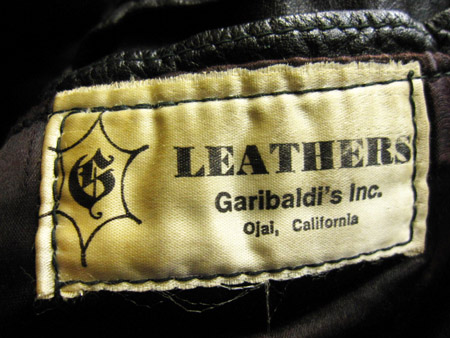 G
LEATHERS
Garibaldi's Inc.
Ojai, California